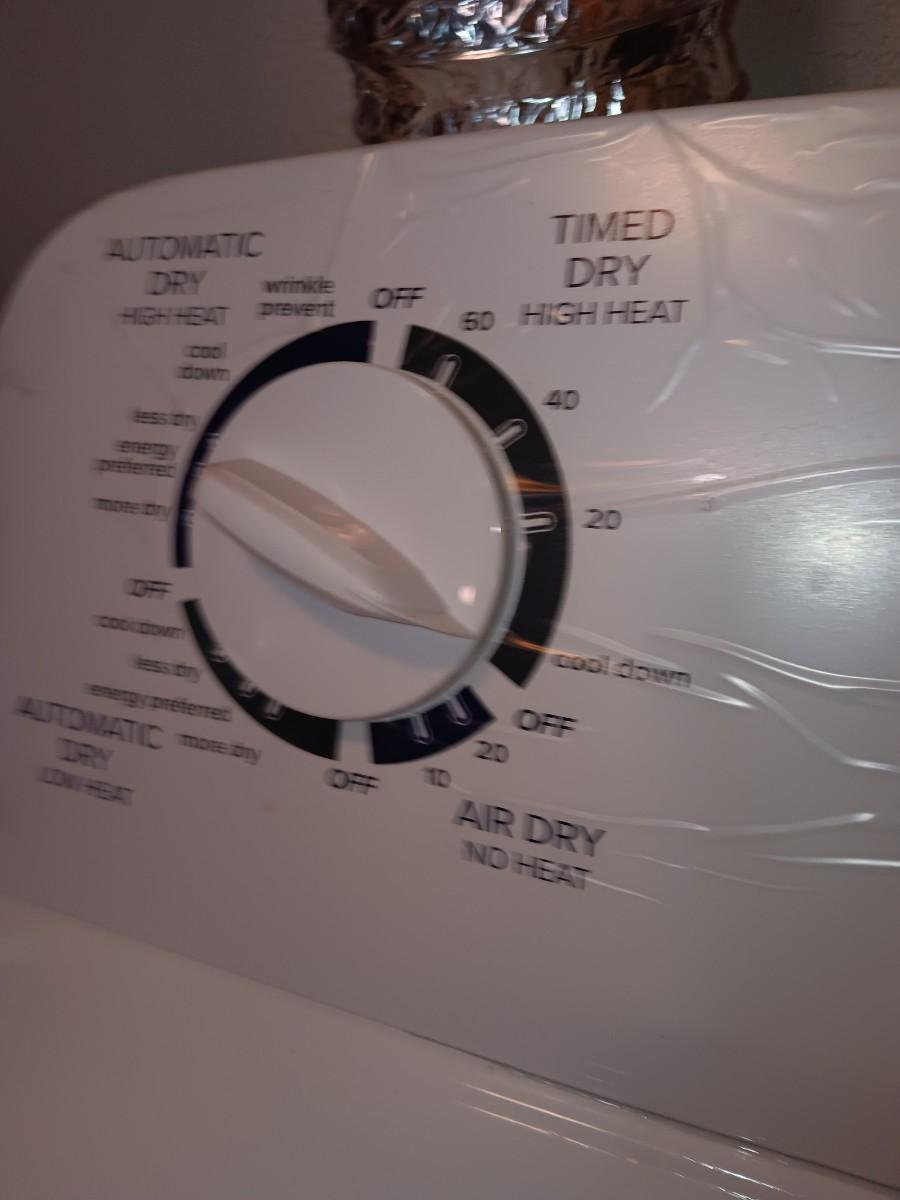 AUTOMATIC
DRY
HIGH HEAT
wrinkle
prevent
OFF
TIMED
DRY
HIGH HEAT
60
40
20
cool down
OFF
20
10
AIR DRY
NO HEAT
OFF
cool
down
less dry
energy
preferred
more dry
OFF
cool down
less dry
energy preferred
more dry
AUTOMATIC
DRY
LOW HEAT